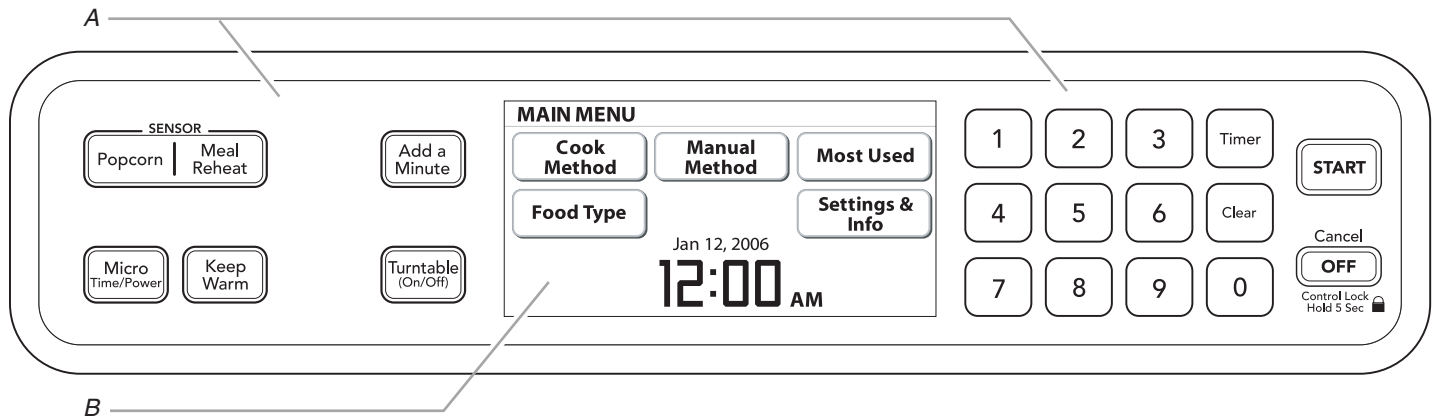 A
SENSOR
Popcorn
Meal
Reheat
Add a
Minute
Micro
Time/Power
Keep
Warm
Turntable
(On/Off)
MAIN MENU
Cook
Method
Manual
Method
Most Used
Food Type
Settings &
Info
Jan 12, 2006
12:00 AM
1 2 3 Timer
4 5 6 Clear
7 8 9 0
START
Cancel
OFF
Control Lock
Hold 5 Sec
B